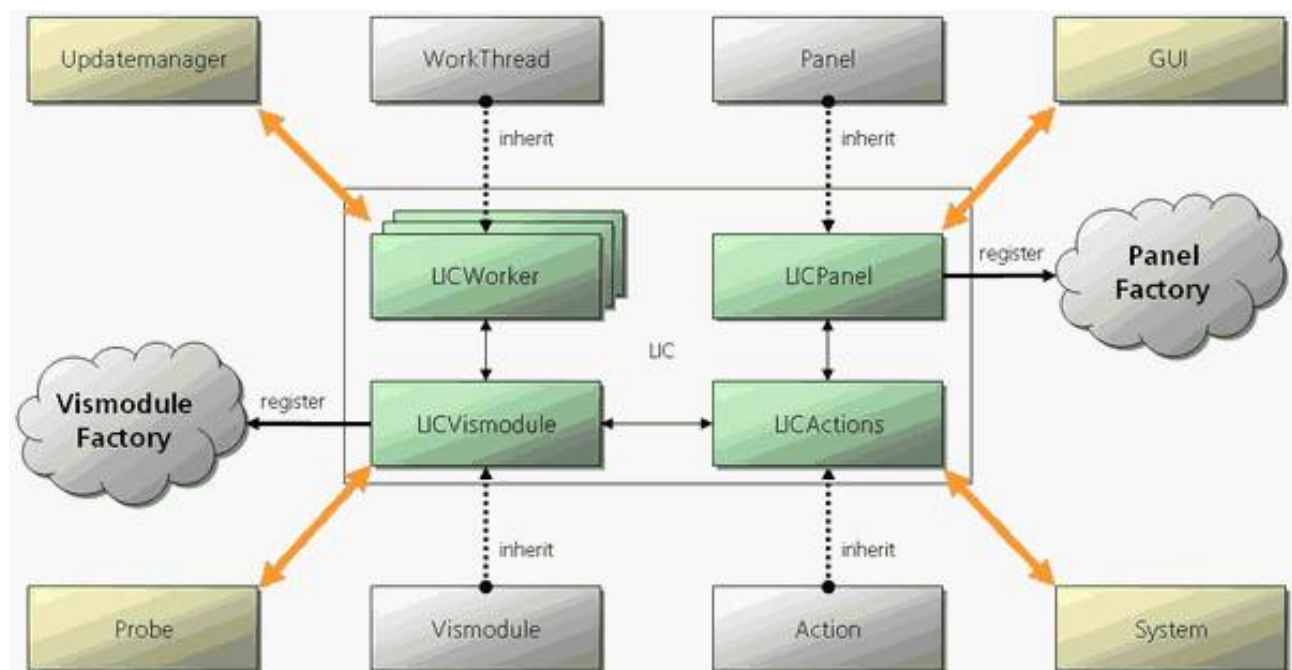 Updatemanager
WorkThread
Panel
GUI
inherit
inherit
LICWorker
LICPanel
register
Panel
Factory
LIC
Vismodule
Factory
register
LICVismodule
LICActions
inherit
inherit
Probe
Vismodule
Action
System